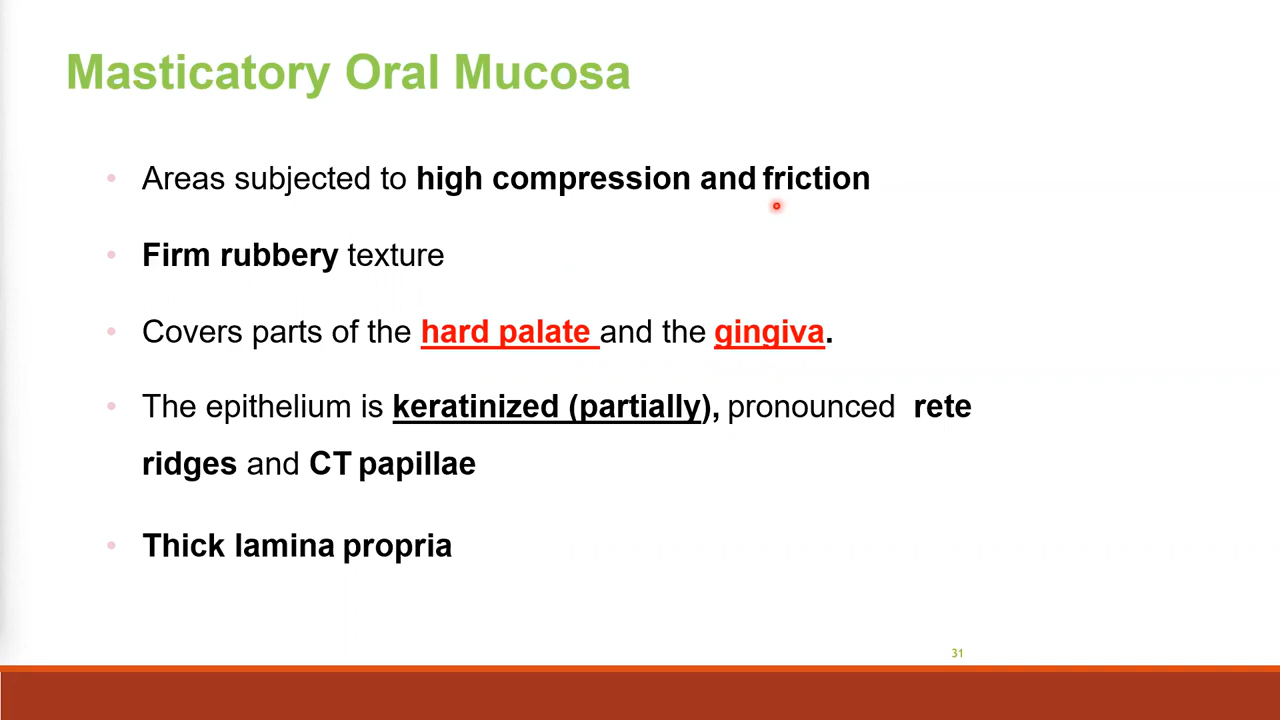 Masticatory Oral Mucosa
• Areas subjected to high compression and friction
• Firm rubbery texture
• Covers parts of the hard palate and the gingiva.
• The epithelium is keratinized (partially), pronounced rete
ridges and CT papillae
• Thick lamina propria
31